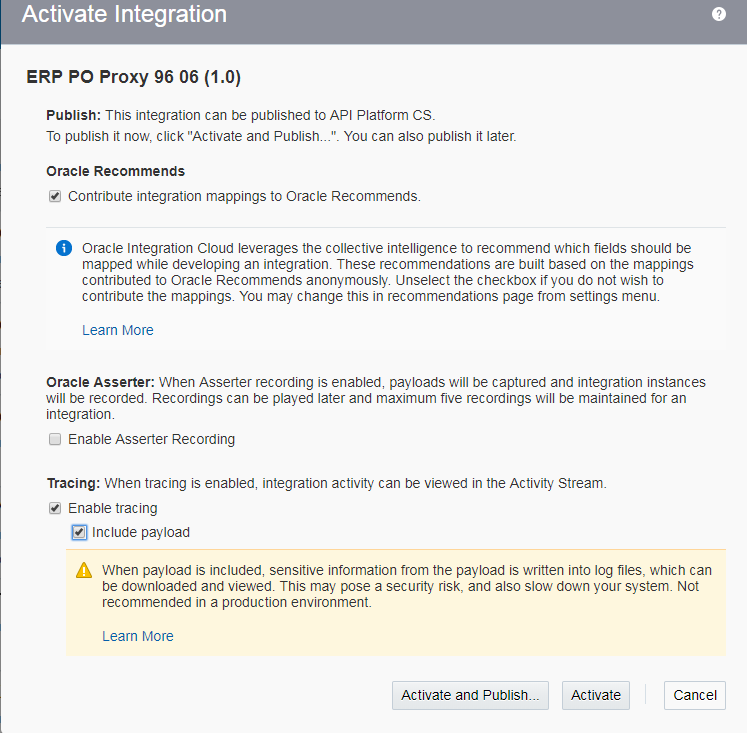 Activate Integration
ERP PO Proxy 96 06 (1.0)
Publish: This integration can be published to API Platform CS.
To publish it now, click "Activate and Publish...". You can also publish it later.
Oracle Recommends
Contribute integration mappings to Oracle Recommends.
Oracle Integration Cloud leverages the collective intelligence to recommend which fields should be
mapped while developing an integration. These recommendations are built based on the mappings
contributed to Oracle Recommends anonymously. Unselect the checkbox if you do not wish to
contribute the mappings. You may change this in recommendations page from settings menu.
Learn More
Oracle Asserter: When Asserter recording is enabled, payloads will be captured and integration instances
will be recorded. Recordings can be played later and maximum five recordings will be maintained for an
integration.
Enable Asserter Recording
Tracing: When tracing is enabled, integration activity can be viewed in the Activity Stream.
Enable tracing
Include payload
When payload is included, sensitive information from the payload is written into log files, which can
be downloaded and viewed. This may pose a security risk, and also slow down your system. Not
recommended in a production environment.
Learn More
Activate and Publish... Activate Cancel